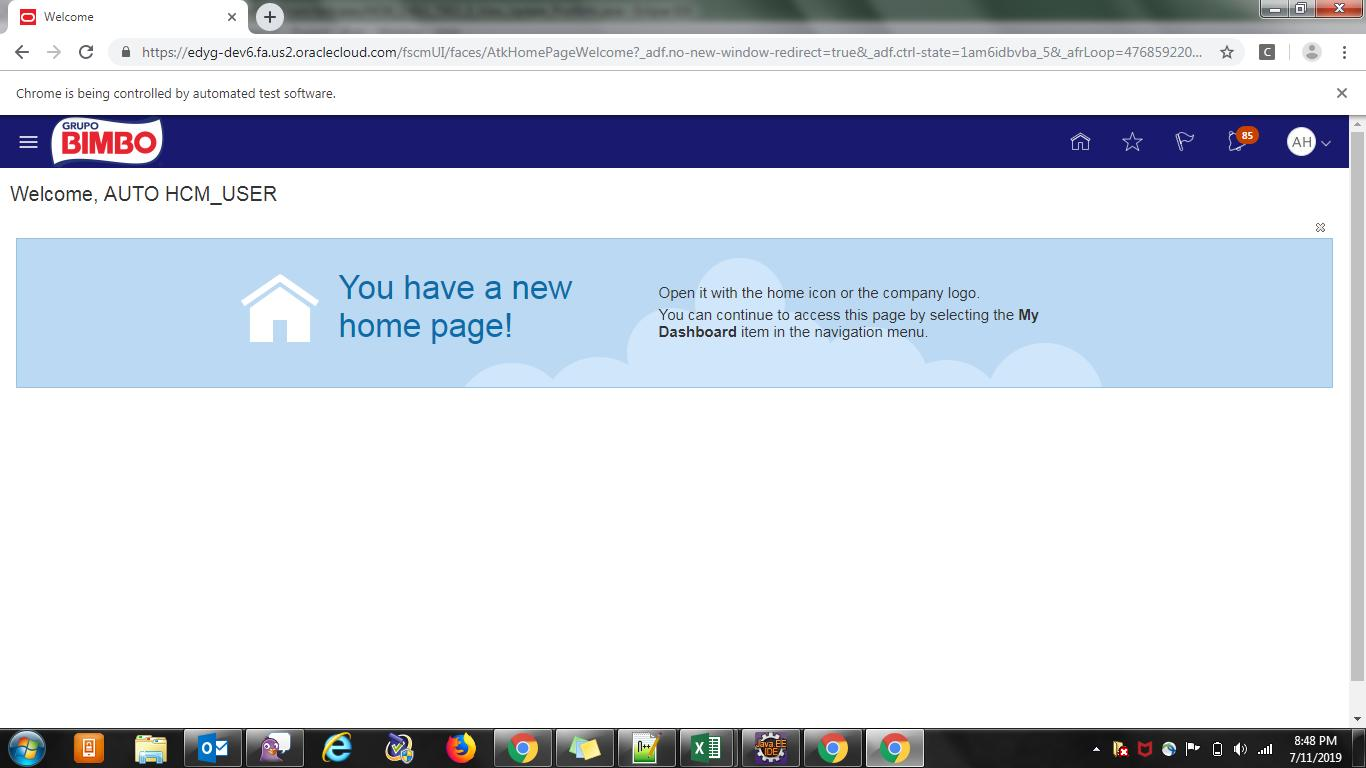 Welcome
https://edyg-dev6.fa.us2.oraclecloud.com/fscmUI/faces/AtkHomePageWelcome?_adf.no-new-window-redirect=true&_adf.ctrl-state=1am6idbvba_5&_afrLoop=476859220...
C
Chrome is being controlled by automated test software.
GRUPO
BIMBO
85
AH
Welcome, AUTO HCM_USER
You have a new
home page!
Open it with the home icon or the company logo.
You can continue to access this page by selecting the My
Dashboard item in the navigation menu.
Java EE
IDE
8:48 PM
7/11/2019